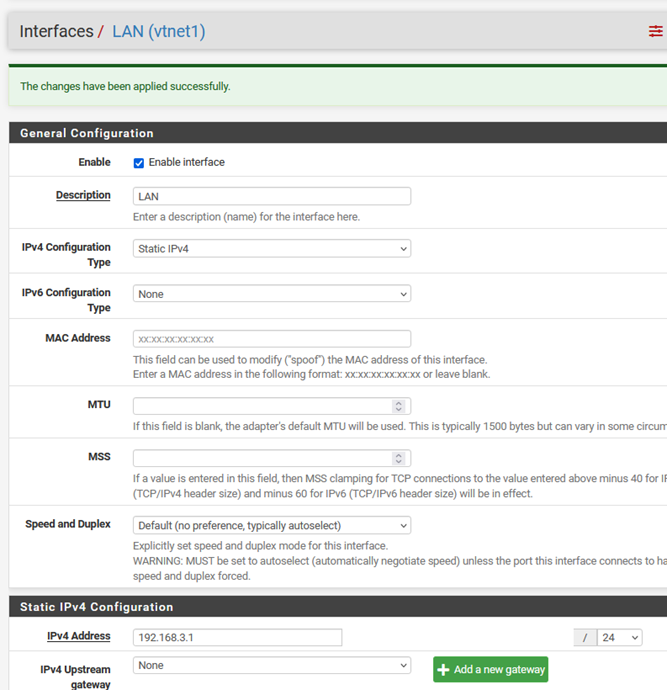 Interfaces / LAN (vtnet1)
The changes have been applied successfully.
General Configuration
Enable
Enable interface
Description
LAN
Enter a description (name) for the interface here.
IPv4 Configuration
Type
Static IPv4
IPv6 Configuration
Type
None
MAC Address
xx:xx:xx:xx:xx:xx
This field can be used to modify ("spoof") the MAC address of this interface.
Enter a MAC address in the following format: xx:xx:xx:xx:xx:xx or leave blank.
MTU
If this field is blank, the adapter's default MTU will be used. This is typically 1500 bytes but can vary in some circum
MSS
If a value is entered in this field, then MSS clamping for TCP connections to the value entered above minus 40 for IP
(TCP/IPv4 header size) and minus 60 for IPv6 (TCP/IPv6 header size) will be in effect.
Speed and Duplex
Default (no preference, typically autoselect)
Explicitly set speed and duplex mode for this interface.
WARNING: MUST be set to autoselect (automatically negotiate speed) unless the port this interface connects to ha
speed and duplex forced.
Static IPv4 Configuration
IPv4 Address
192.168.3.1
/ 24
IPv4 Upstream
gateway
None
Add a new gateway